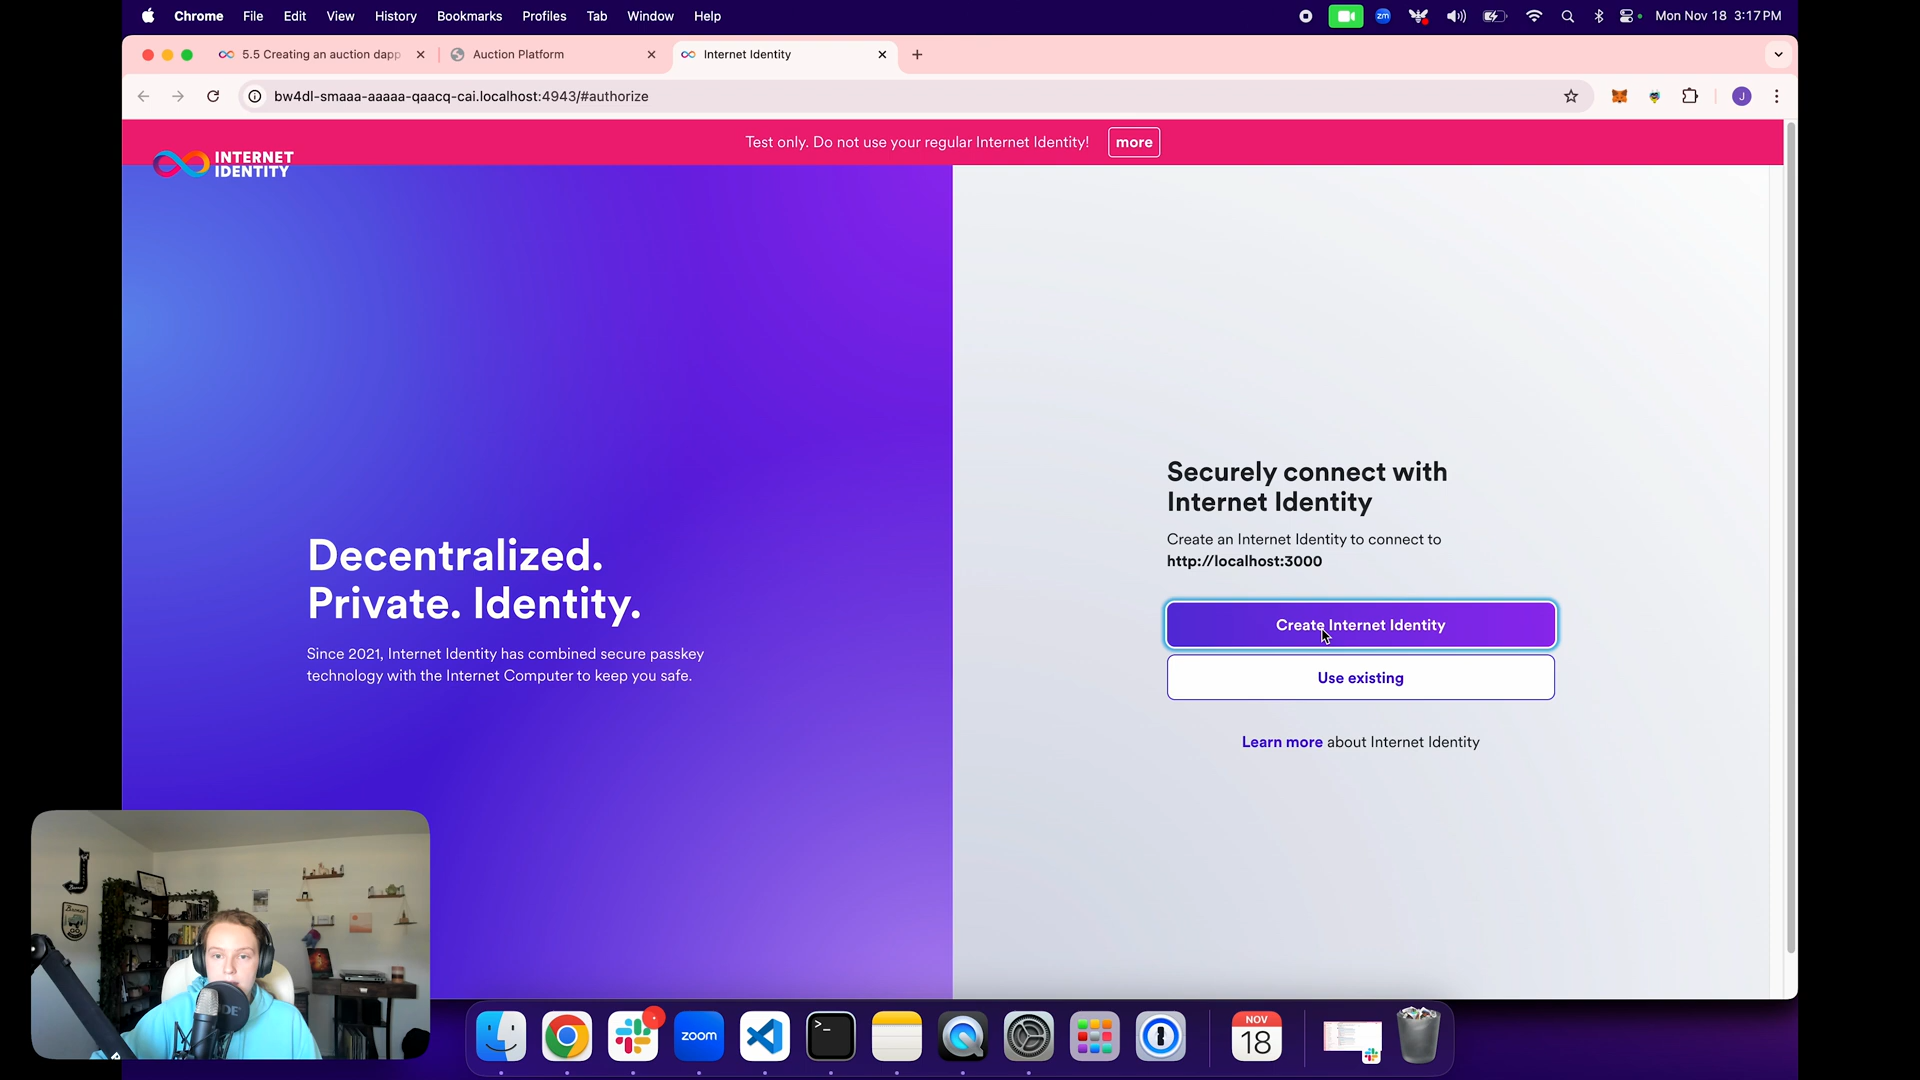 Chrome File Edit View History Bookmarks Profiles Tab Window Help
zm
Mon Nov 18 3:17 PM
5.5 Creating an auction dapp
Auction Platform
Internet Identity
bw4dl-smaaa-aaaaa-qaacq-cai.localhost:4943/#authorize
J
Test only. Do not use your regular Internet Identity!
more
INTERNET
IDENTITY
Decentralized.
Private. Identity.
Since 2021, Internet Identity has combined secure passkey
technology with the Internet Computer to keep you safe.
Securely connect with
Internet Identity
Create an Internet Identity to connect to
http://localhost:3000
Create Internet Identity
Use existing
Learn more about Internet Identity
zoom
>_
NOV
18